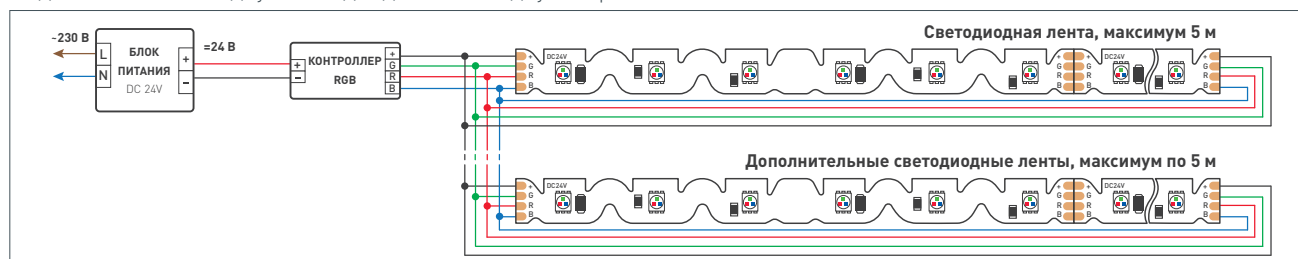 ~230 В
L
N
БЛОК
ПИТАНИЯ
DC 24V
+
−
=24 В
+
−
КОНТРОЛЛЕР
RGB
+
G
R
B
Светодиодная лента, максимум 5 м
+
G
R
B
DC24V
+
G
R
B
DC24V
+
G
R
B
Дополнительные светодиодные ленты, максимум по 5 м
+
G
R
B
DC24V
+
G
R
B
DC24V
+
G
R
B